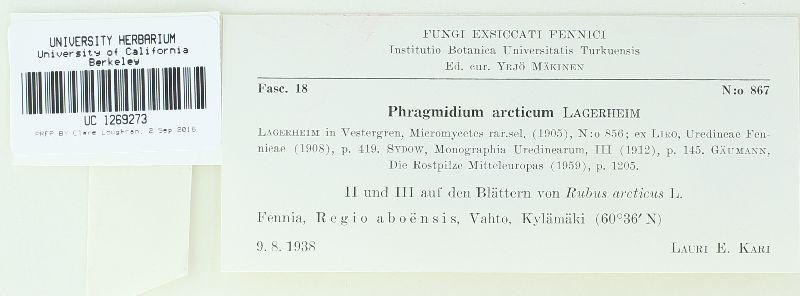 UNIVERSITY HERBARIUM
University of California
Berkeley
UC 1269273
PREP BY Clare Loughran, 2 Sep 2015
FUNGI EXSICCATI FENNICI
Institutio Botanica Universitatis Turkuensis
Ed. cur. YRJÖ MÄKINEN
Fasc. 18 N:o 867
Phragmidium arcticum LAGERHEIM
LAGERHEIM in Vestergren, Micromycetes rar.sel. (1905), N:o 856; ex LIRO, Uredineae Fen-
nicae (1908), p. 419. SYDOW, Monographia Uredinearum, III (1912), p. 145. GÄUMANN,
Die Rostpilze Mitteleuropas (1959), p. 1205.
II und III auf den Blättern von Rubus arcticus L.
Fennia, Regio aboënsis, Vahto, Kylämäki (60°36′ N)
9. 8. 1938 LAURI E. KARI